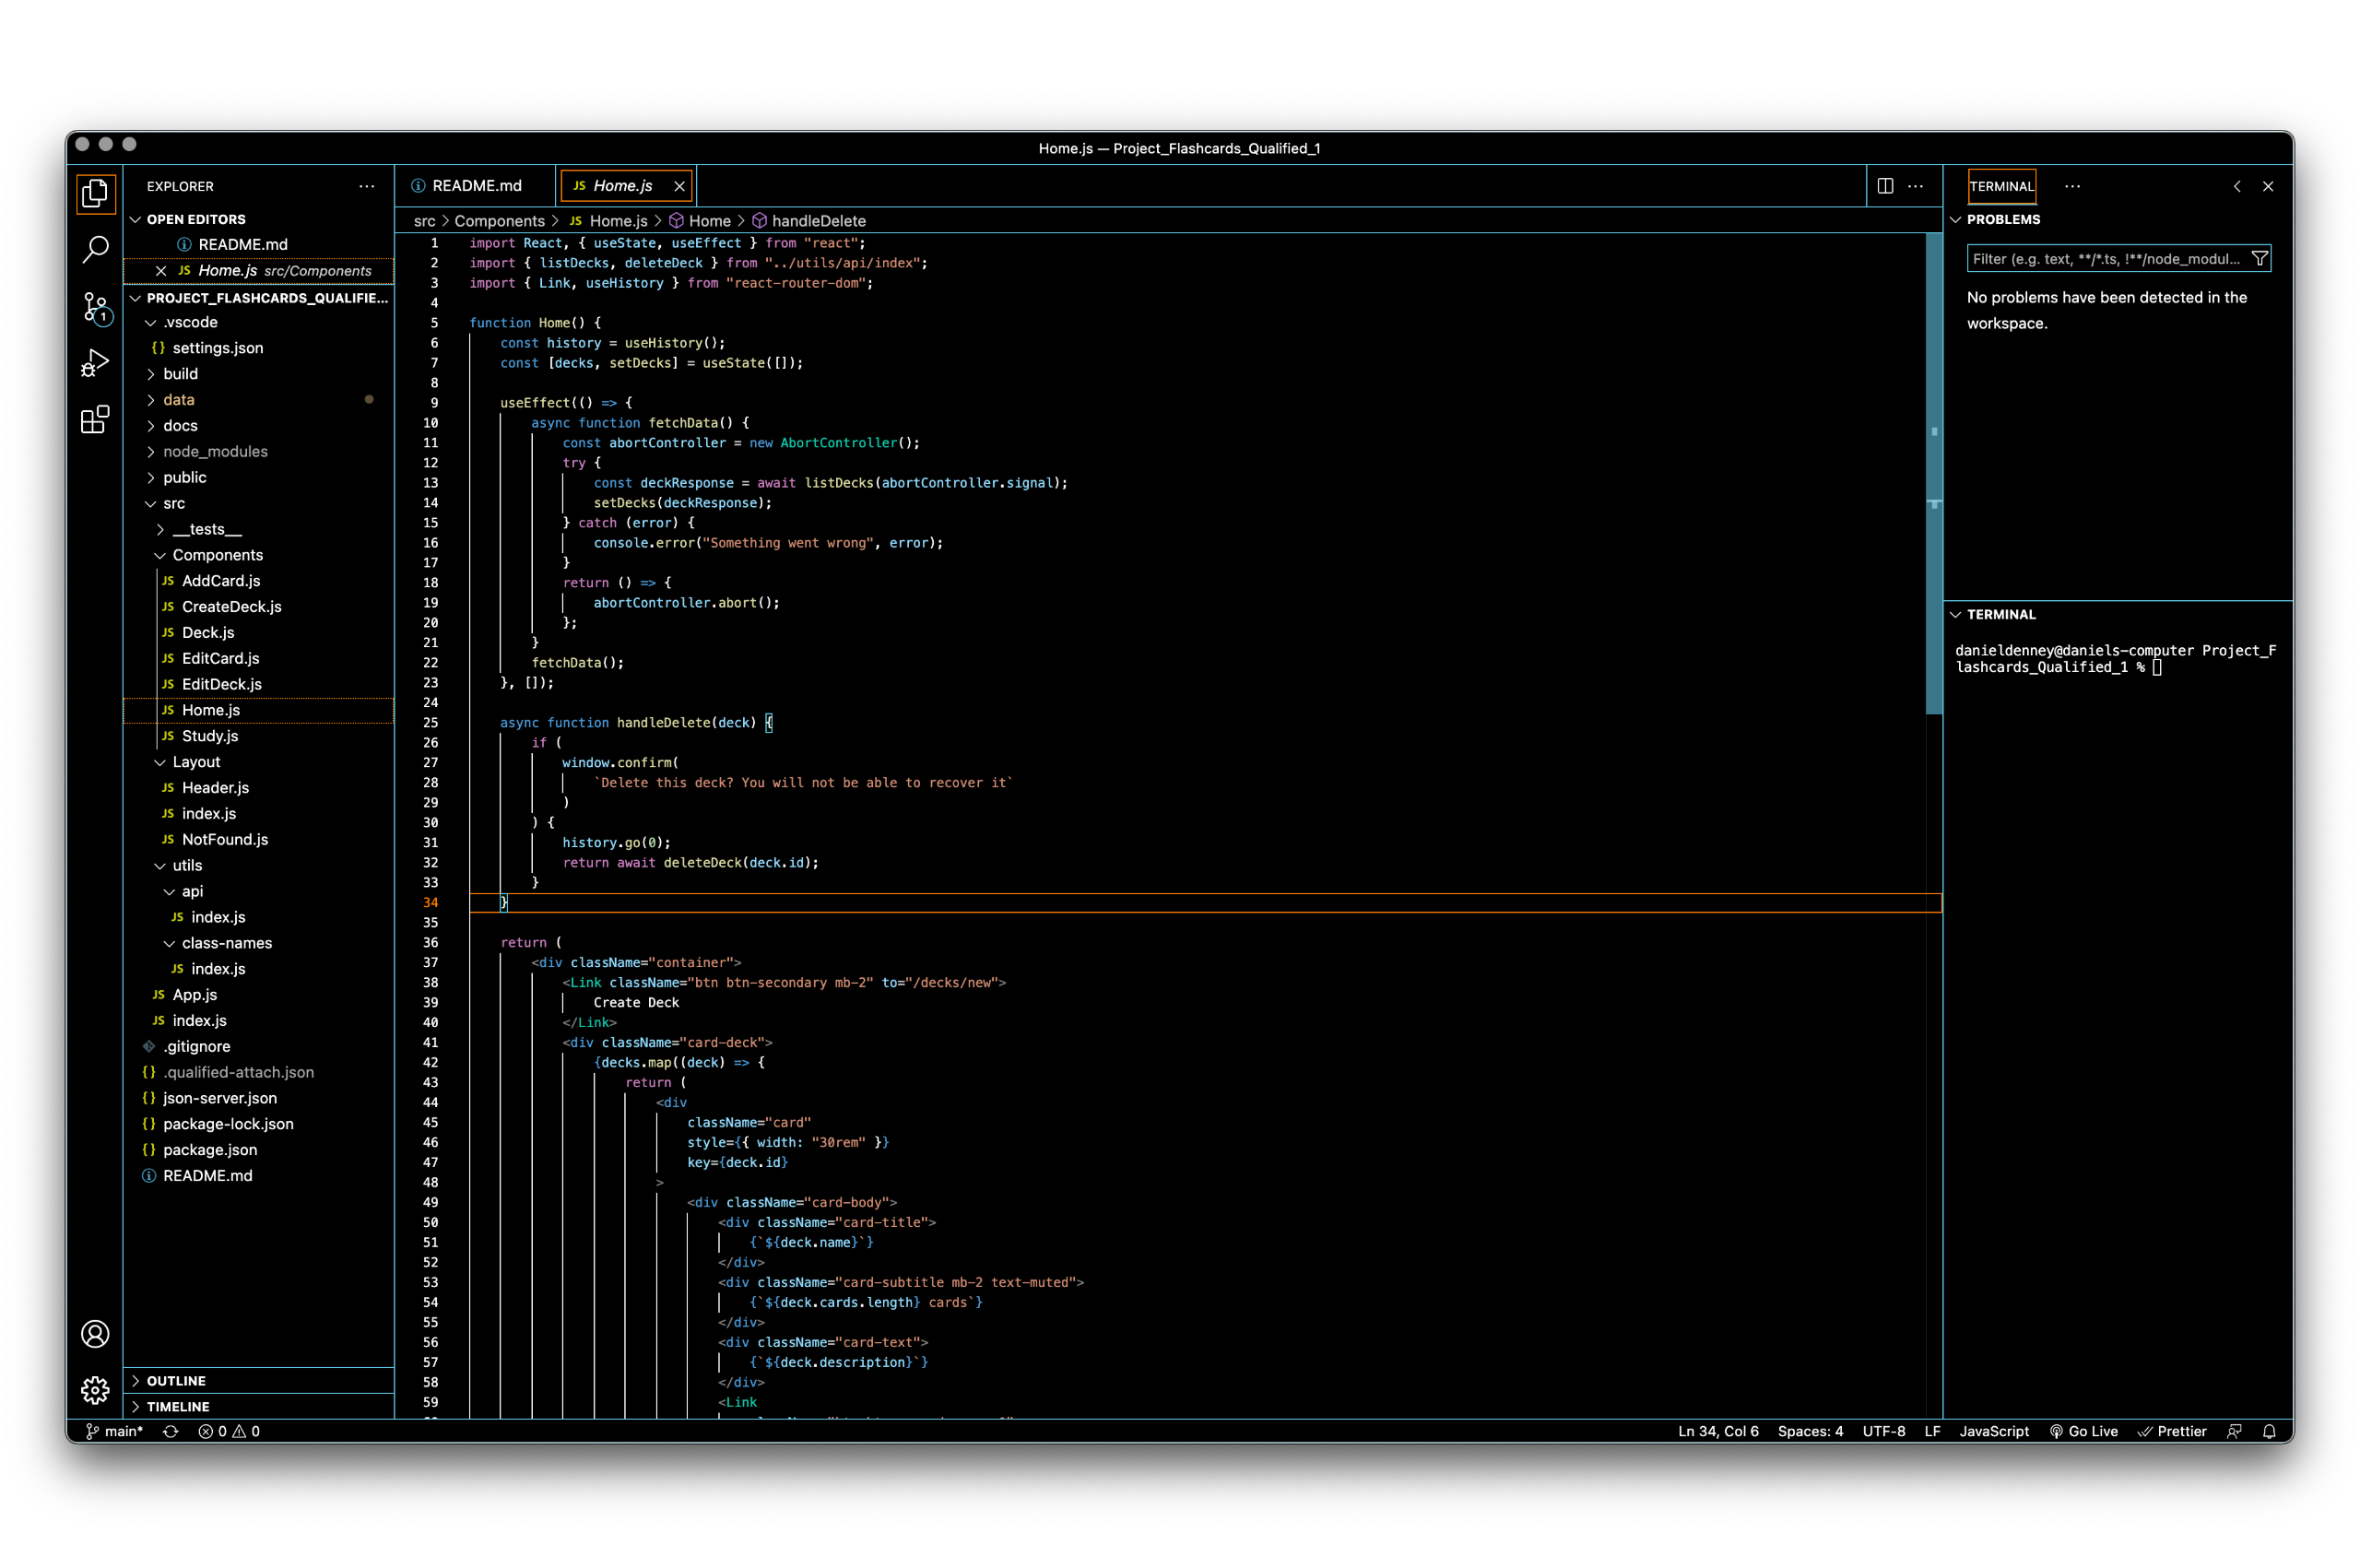 Home.js — Project_Flashcards_Qualified_1
EXPLORER
OPEN EDITORS
README.md
JS Home.js src/Components
PROJECT_FLASHCARDS_QUALIFIE...
.vscode
{} settings.json
build
data
docs
node_modules
public
src
__tests__
Components
JS AddCard.js
JS CreateDeck.js
JS Deck.js
JS EditCard.js
JS EditDeck.js
JS Home.js
JS Study.js
Layout
JS Header.js
JS index.js
JS NotFound.js
utils
api
JS index.js
class-names
JS index.js
JS App.js
JS index.js
.gitignore
{} .qualified-attach.json
{} json-server.json
{} package-lock.json
{} package.json
README.md
OUTLINE
TIMELINE
1
README.md
JS Home.js
src > Components > JS Home.js > Home > handleDelete
1 import React, { useState, useEffect } from "react";
2 import { listDecks, deleteDeck } from "../utils/api/index";
3 import { Link, useHistory } from "react-router-dom";
4
5 function Home() {
6 const history = useHistory();
7 const [decks, setDecks] = useState([]);
8
9 useEffect(() => {
10 async function fetchData() {
11 const abortController = new AbortController();
12 try {
13 const deckResponse = await listDecks(abortController.signal);
14 setDecks(deckResponse);
15 } catch (error) {
16 console.error("Something went wrong", error);
17 }
18 return () => {
19 abortController.abort();
20 };
21 }
22 fetchData();
23 }, []);
24
25 async function handleDelete(deck) {
26 if (
27 window.confirm(
28 `Delete this deck? You will not be able to recover it`
29 )
30 ) {
31 history.go(0);
32 return await deleteDeck(deck.id);
33 }
34 }
35
36 return (
37 <div className="container">
38 <Link className="btn btn-secondary mb-2" to="/decks/new">
39 Create Deck
40 </Link>
41 <div className="card-deck">
42 {decks.map((deck) => {
43 return (
44 <div
45 className="card"
46 style={{ width: "30rem" }}
47 key={deck.id}
48 >
49 <div className="card-body">
50 <div className="card-title">
51 {`${deck.name}`}
52 </div>
53 <div className="card-subtitle mb-2 text-muted">
54 {`${deck.cards.length} cards`}
55 </div>
56 <div className="card-text">
57 {`${deck.description}`}
58 </div>
59 <Link
TERMINAL
PROBLEMS
Filter (e.g. text, **/*.ts, !**/node_modul...
No problems have been detected in the
workspace.
TERMINAL
danieldenney@daniels-computer Project_F
lashcards_Qualified_1 %
main* 0 0
Ln 34, Col 6 Spaces: 4 UTF-8 LF JavaScript Go Live Prettier